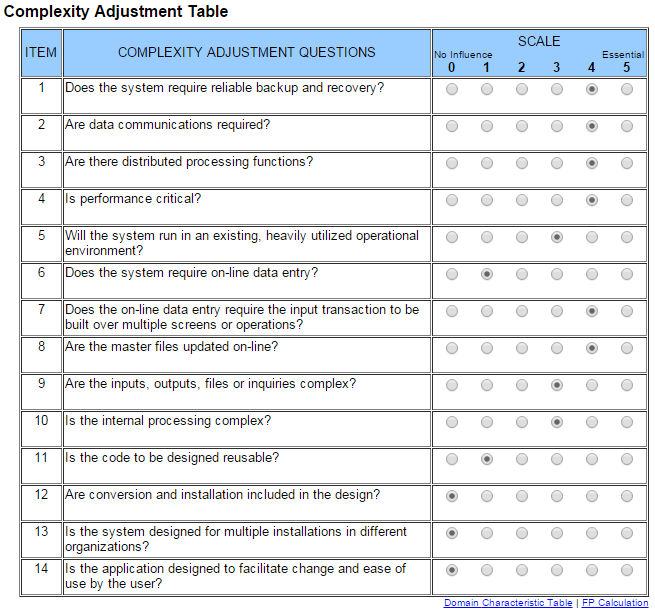 Complexity Adjustment Table
ITEM
COMPLEXITY ADJUSTMENT QUESTIONS
SCALE
No Influence Essential
0 1 2 3 4 5
1 Does the system require reliable backup and recovery?
2 Are data communications required?
3 Are there distributed processing functions?
4 Is performance critical?
5 Will the system run in an existing, heavily utilized operational
environment?
6 Does the system require on-line data entry?
7 Does the on-line data entry require the input transaction to be
built over multiple screens or operations?
8 Are the master files updated on-line?
9 Are the inputs, outputs, files or inquiries complex?
10 Is the internal processing complex?
11 Is the code to be designed reusable?
12 Are conversion and installation included in the design?
13 Is the system designed for multiple installations in different
organizations?
14 Is the application designed to facilitate change and ease of
use by the user?
Domain Characteristic Table | FP Calculation